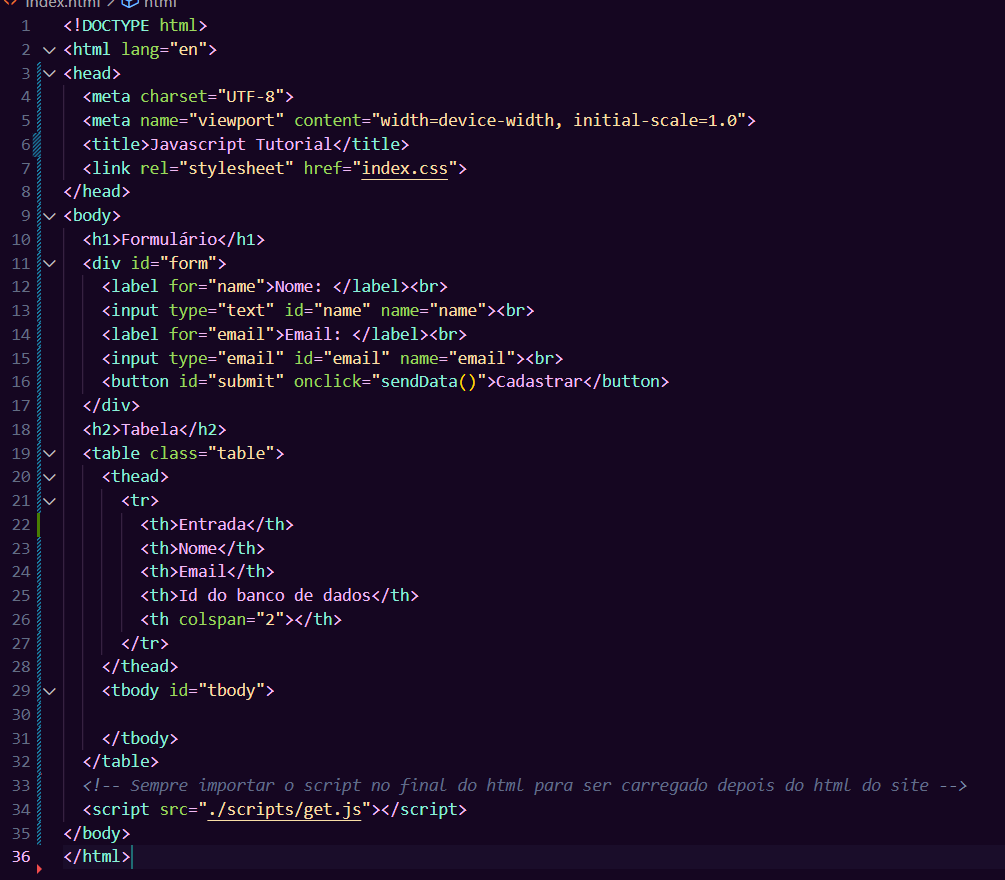 index.html > html
1 <!DOCTYPE html>
2 <html lang="en">
3 <head>
4 <meta charset="UTF-8">
5 <meta name="viewport" content="width=device-width, initial-scale=1.0">
6 <title>Javascript Tutorial</title>
7 <link rel="stylesheet" href="index.css">
8 </head>
9 <body>
10 <h1>Formulário</h1>
11 <div id="form">
12 <label for="name">Nome: </label><br>
13 <input type="text" id="name" name="name"><br>
14 <label for="email">Email: </label><br>
15 <input type="email" id="email" name="email"><br>
16 <button id="submit" onclick="sendData()">Cadastrar</button>
17 </div>
18 <h2>Tabela</h2>
19 <table class="table">
20 <thead>
21 <tr>
22 <th>Entrada</th>
23 <th>Nome</th>
24 <th>Email</th>
25 <th>Id do banco de dados</th>
26 <th colspan="2"></th>
27 </tr>
28 </thead>
29 <tbody id="tbody">
30
31 </tbody>
32 </table>
33 <!-- Sempre importar o script no final do html para ser carregado depois do html do site -->
34 <script src="./scripts/get.js"></script>
35 </body>
36 </html>